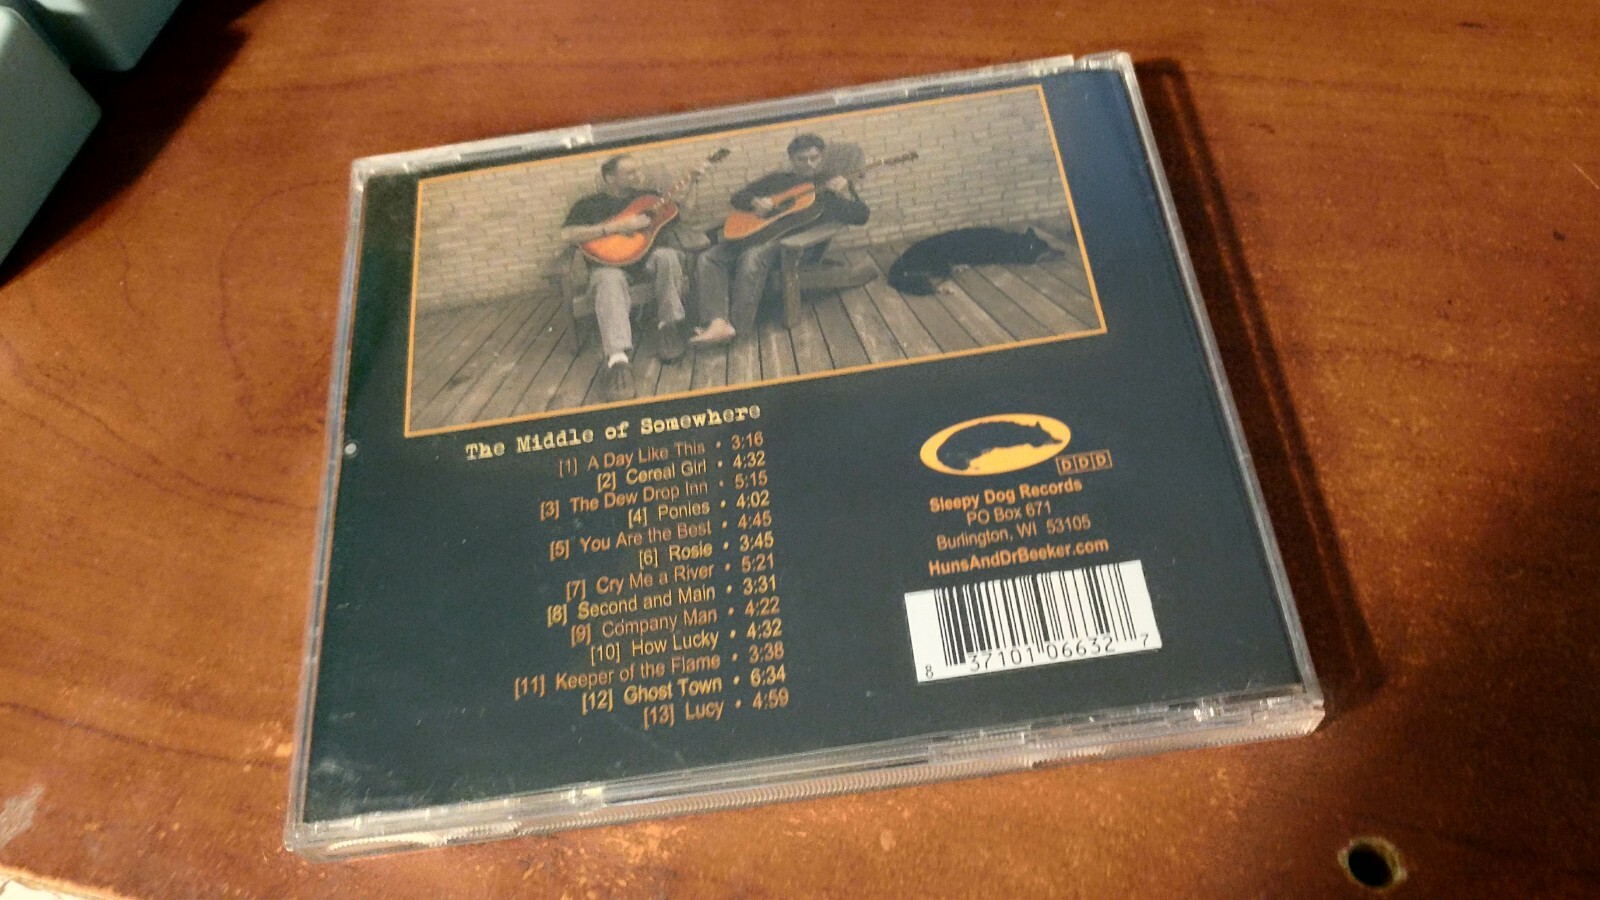 The Middle of Somewhere
[1] A Day Like This • 3:16
[2] Cereal Girl • 4:32
[3] The Dew Drop Inn • 5:15
[4] Ponies • 4:02
[5] You Are the Best • 4:45
[6] Rosie • 3:45
[7] Cry Me a River • 5:21
[8] Second and Main • 3:31
[9] Company Man • 4:22
[10] How Lucky • 4:32
[11] Keeper of the Flame • 3:38
[12] Ghost Town • 6:34
[13] Lucy • 4:59
DDD
Sleepy Dog Records
PO Box 671
Burlington, WI 53105
HunsAndDrBeeker.com
8 37101 06632 7